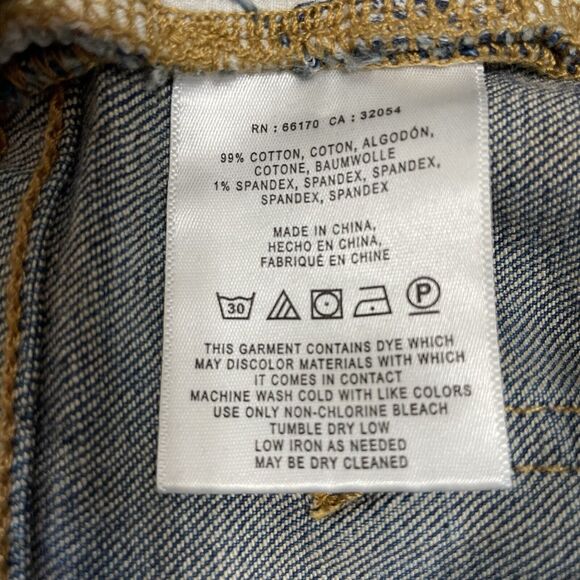 RN : 66170 CA : 32054
99% COTTON, COTON, ALGODÓN,
COTONE, BAUMWOLLE
1% SPANDEX, SPANDEX, SPANDEX,
SPANDEX, SPANDEX
MADE IN CHINA,
HECHO EN CHINA,
FABRIQUÉ EN CHINE
30 P
THIS GARMENT CONTAINS DYE WHICH
MAY DISCOLOR MATERIALS WITH WHICH
IT COMES IN CONTACT
MACHINE WASH COLD WITH LIKE COLORS
USE ONLY NON-CHLORINE BLEACH
TUMBLE DRY LOW
LOW IRON AS NEEDED
MAY BE DRY CLEANED